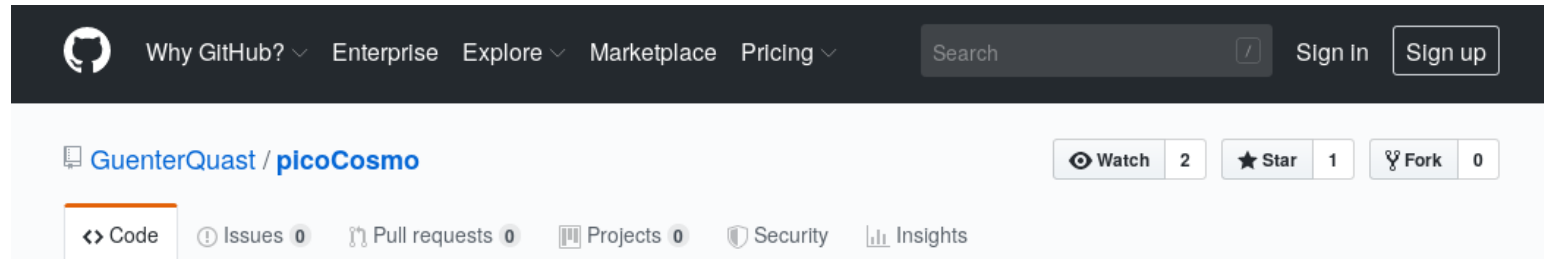 Why GitHub? Enterprise Explore Marketplace Pricing Search / Sign in Sign up
GuenterQuast / picoCosmo Watch 2 Star 1 Fork 0
<> Code Issues 0 Pull requests 0 Projects 0 Security Insights